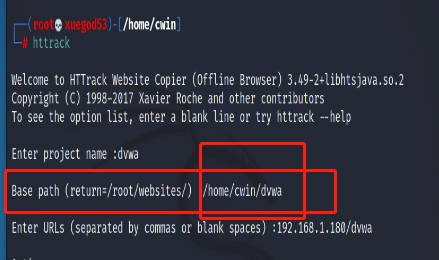 ┌──(root💀xuegod53)-[/home/cwin]
└─# httrack
Welcome to HTTrack Website Copier (Offline Browser) 3.49-2+libhtsjava.so.2
Copyright (C) 1998-2017 Xavier Roche and other contributors
To see the option list, enter a blank line or try httrack --help
Enter project name :dvwa
Base path (return=/root/websites/) /home/cwin/dvwa
Enter URLs (separated by commas or blank spaces) :192.168.1.180/dvwa